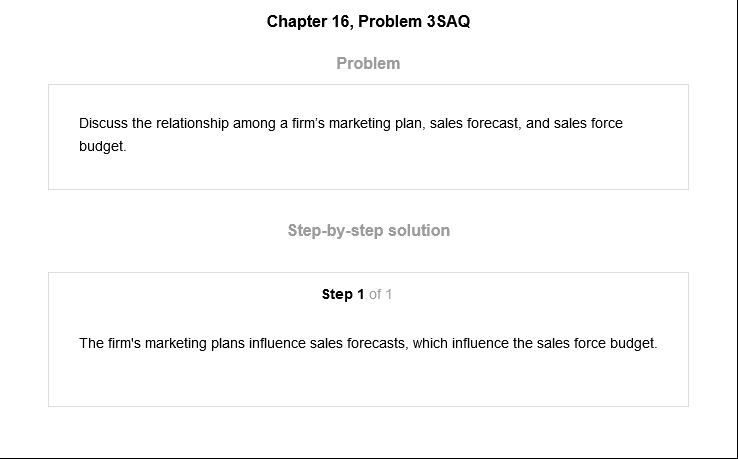 Chapter 16, Problem 3SAQ
Problem
Discuss the relationship among a firm's marketing plan, sales forecast, and sales force
budget.
Step-by-step solution
Step 1 of 1
The firm's marketing plans influence sales forecasts, which influence the sales force budget.